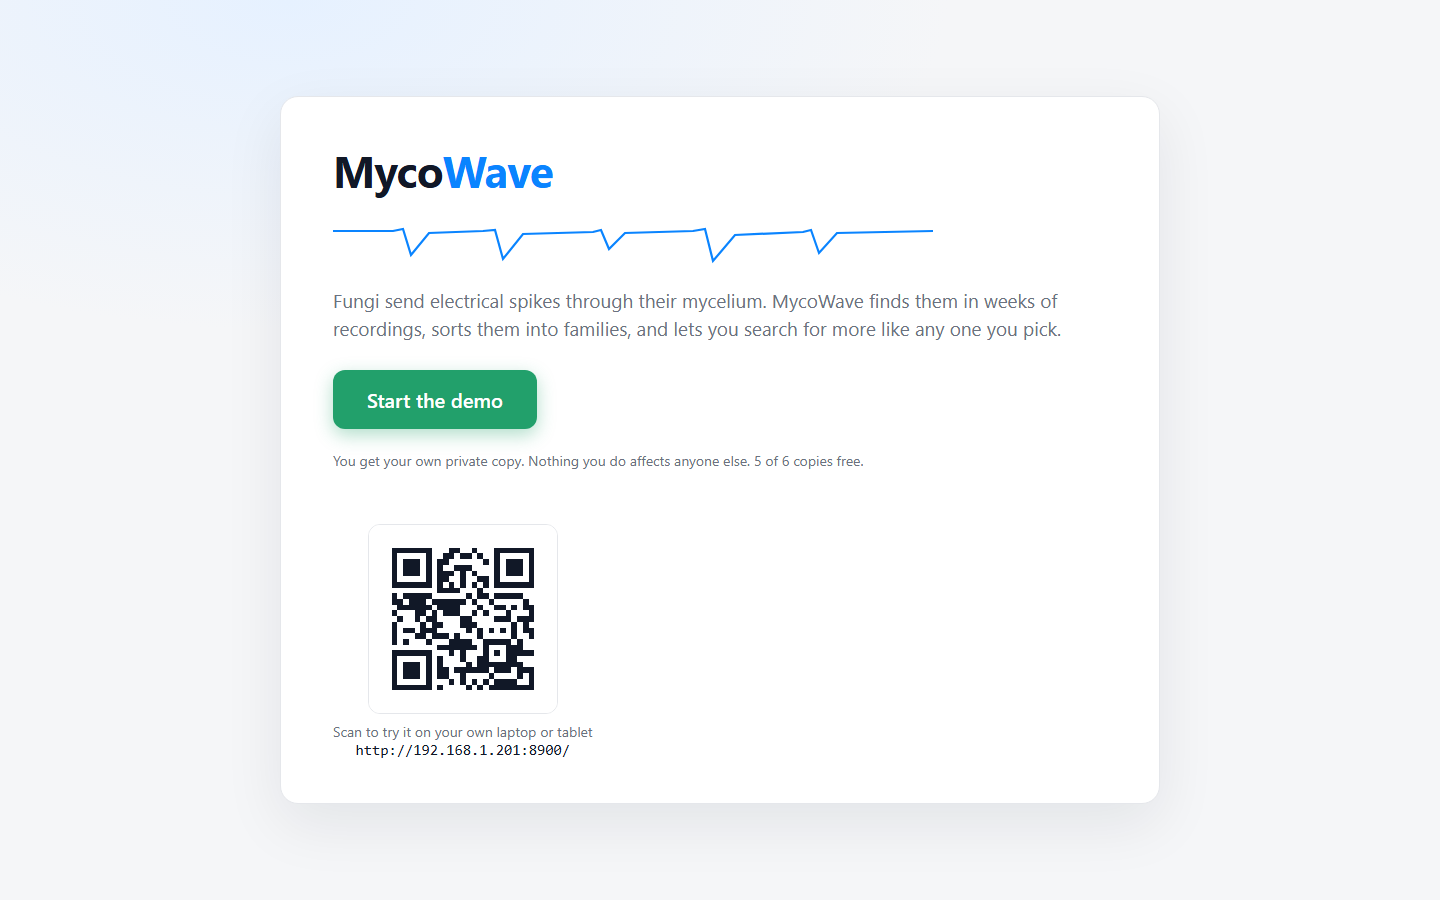 MycoWave
Fungi send electrical spikes through their mycelium. MycoWave finds them in weeks of
recordings, sorts them into families, and lets you search for more like any one you pick.
Start the demo
You get your own private copy. Nothing you do affects anyone else. 5 of 6 copies free.
Scan to try it on your own laptop or tablet
http://192.168.1.201:8900/